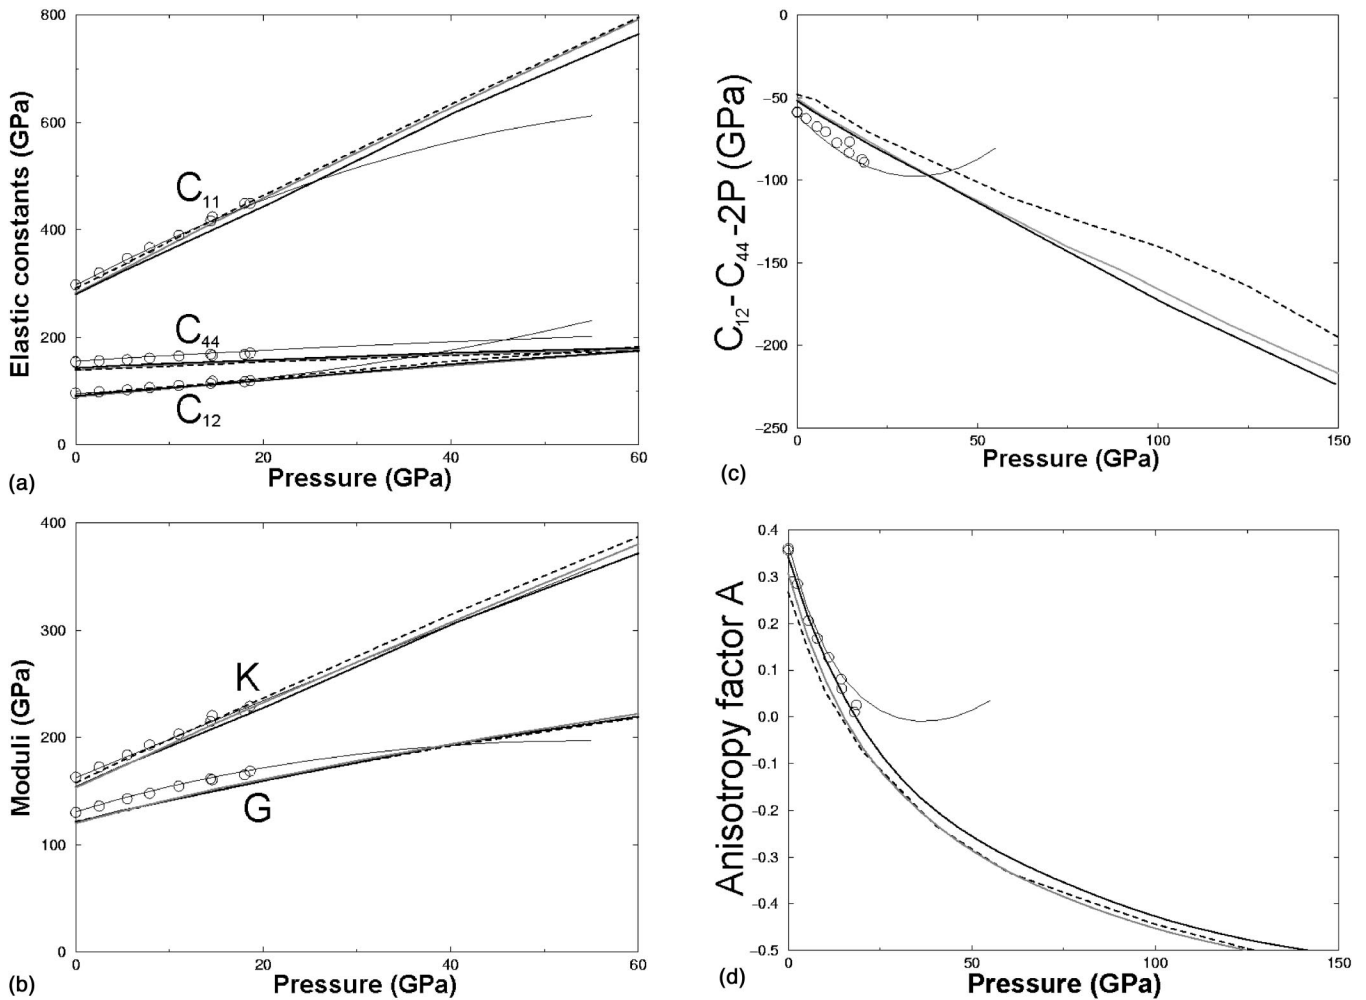 800
600
400
200
0
Elastic constants (GPa)
C11
C44
C12
0
20
40
60
Pressure (GPa)
(a)
0
−50
−100
−150
−200
−250
C12- C44 -2P (GPa)
0
50
100
150
Pressure (GPa)
(c)
400
300
200
100
0
Moduli (GPa)
K
G
0
20
40
60
Pressure (GPa)
(b)
0.4
0.3
0.2
0.1
0.0
−0.1
−0.2
−0.3
−0.4
−0.5
Anisotropy factor A
0
50
100
150
Pressure (GPa)
(d)